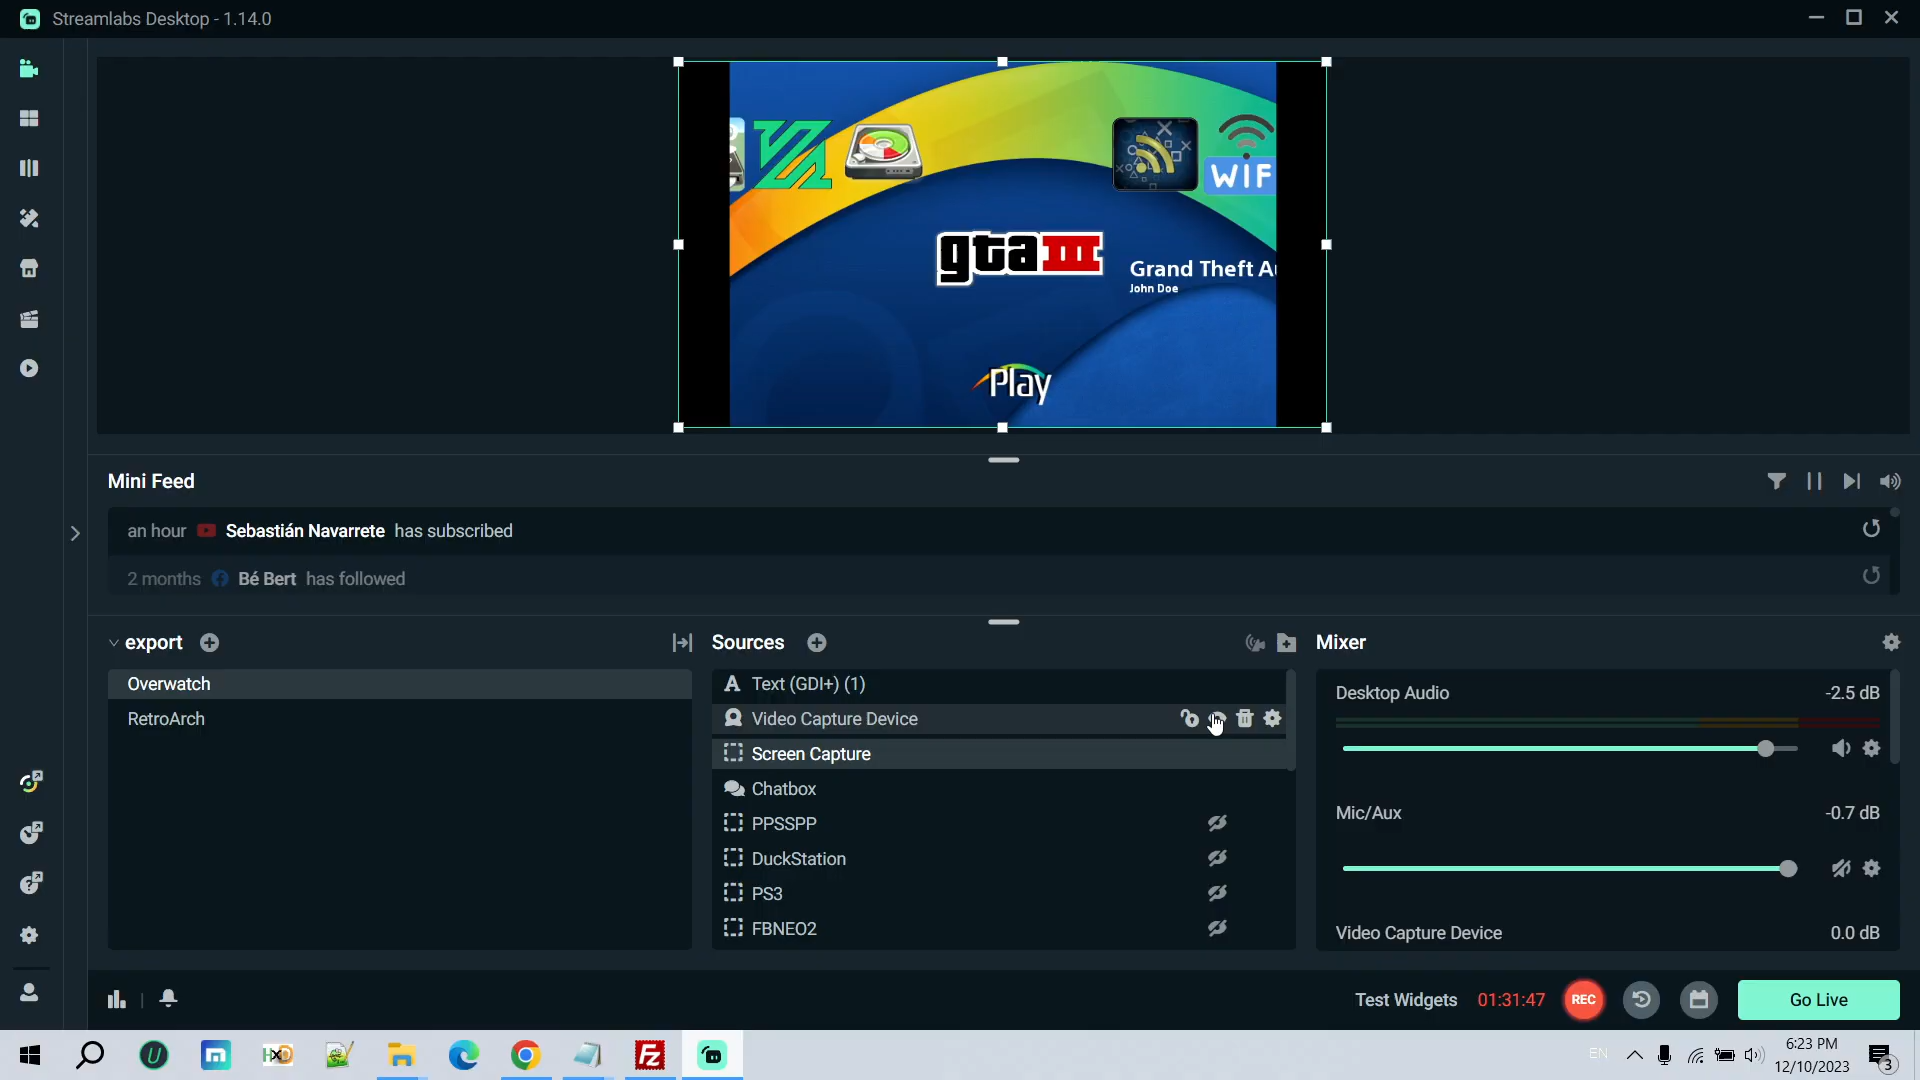 Streamlabs Desktop - 1.14.0
WIF
gta III
Grand Theft A
John Doe
Play
Mini Feed
an hour Sebastián Navarrete has subscribed
2 months Bé Bert has followed
export
Sources
Mixer
Overwatch
RetroArch
Text (GDI+) (1)
Video Capture Device
Screen Capture
Chatbox
PPSSPP
DuckStation
PS3
FBNEO2
Desktop Audio -2.5 dB
Mic/Aux -0.7 dB
Video Capture Device 0.0 dB
Test Widgets 01:31:47 REC Go Live
EN
6:23 PM
12/10/2023
3